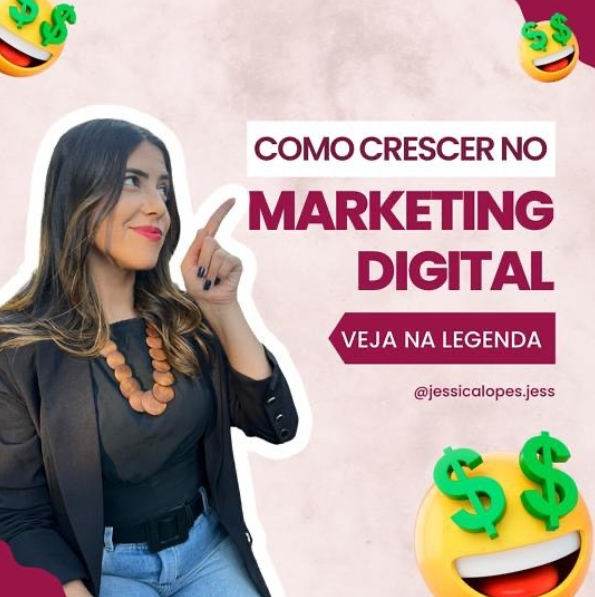 COMO CRESCER NO
MARKETING
DIGITAL
VEJA NA LEGENDA
@jessicalopes.jess